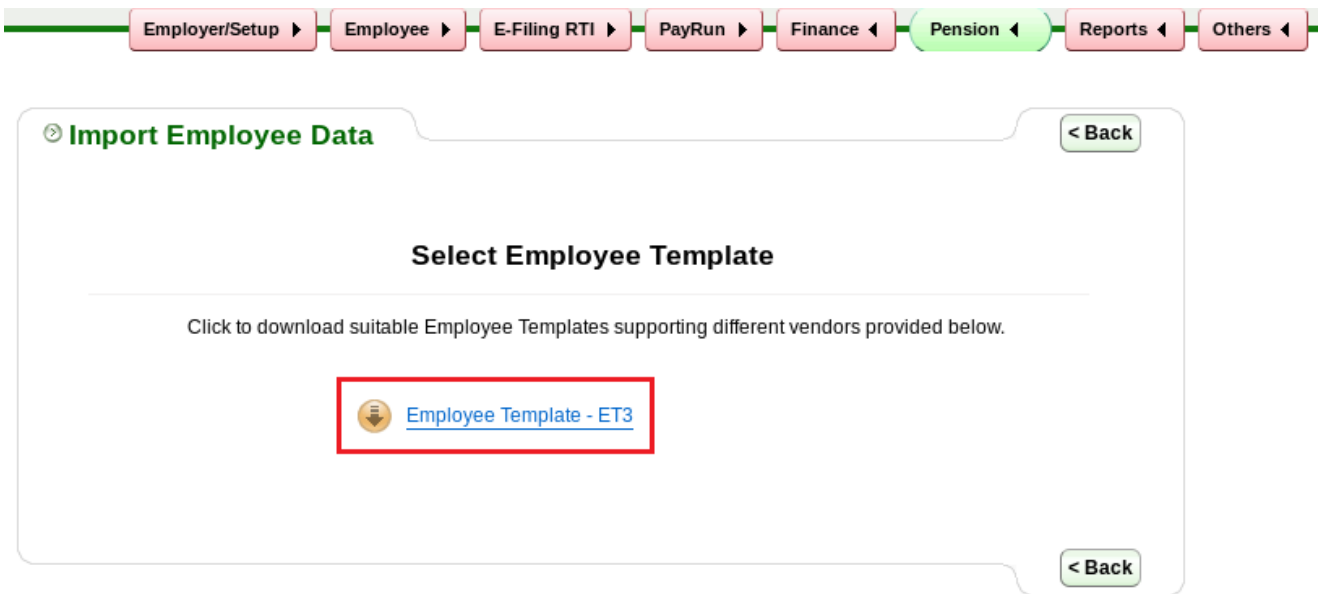 Employer/Setup Employee E-Filing RTI PayRun Finance Pension Reports Others
Import Employee Data
< Back
Select Employee Template
Click to download suitable Employee Templates supporting different vendors provided below.
Employee Template - ET3
< Back